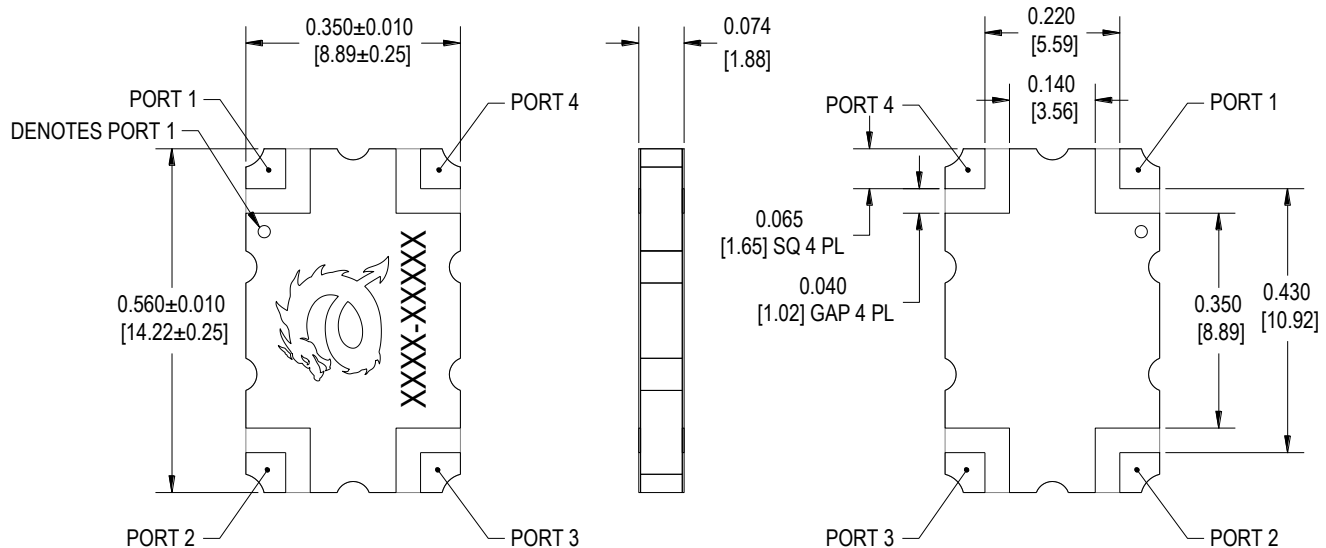 0.350±0.010
[8.89±0.25]
PORT 1
PORT 4
DENOTES PORT 1
0.560±0.010
[14.22±0.25]
XXXX-XXXX
PORT 2
PORT 3
0.074
[1.88]
0.220
[5.59]
0.140
[3.56]
PORT 4
PORT 1
0.065
[1.65] SQ 4 PL
0.040
[1.02] GAP 4 PL
0.350
[8.89]
0.430
[10.92]
PORT 3
PORT 2